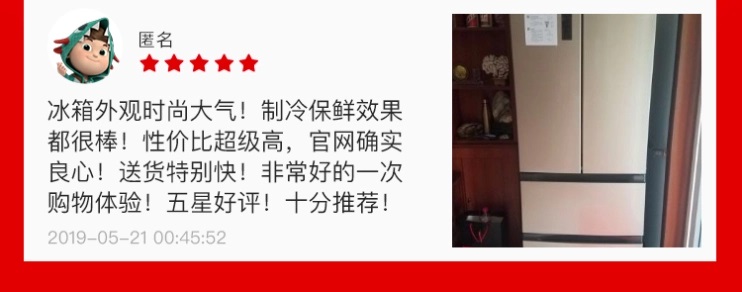 匿名
冰箱外观时尚大气！制冷保鲜效果
都很棒！性价比超级高，官网确实
良心！送货特别快！非常好的一次
购物体验！五星好评！十分推荐！
2019-05-21 00:45:52